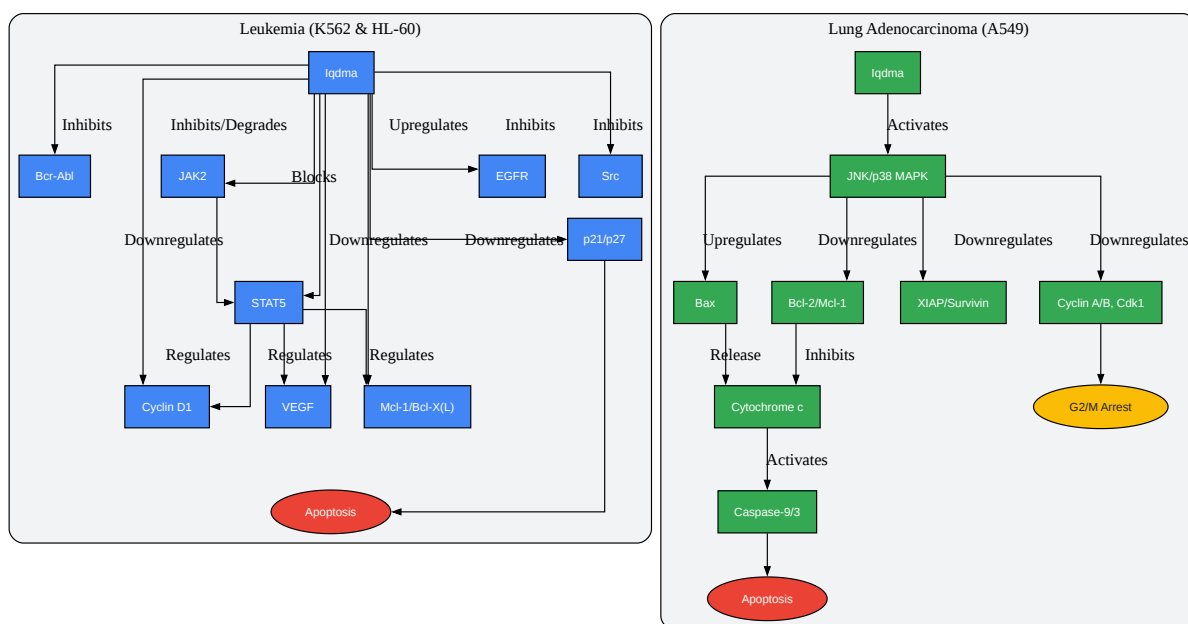 Leukemia (K562 & HL-60)
Iqdma
Inhibits
Inhibits/Degrades
Upregulates
Inhibits
Inhibits
Bcr-Abl
JAK2
Blocks
EGFR
Src
p21/p27
Downregulates
Downregulates
Downregulates
STAT5
Regulates
Regulates
Regulates
Cyclin D1
VEGF
Mcl-1/Bcl-X(L)
Apoptosis
Lung Adenocarcinoma (A549)
Iqdma
Activates
JNK/p38 MAPK
Upregulates
Downregulates
Downregulates
Downregulates
Bax
Bcl-2/Mcl-1
XIAP/Survivin
Cyclin A/B, Cdk1
Release
Inhibits
Cytochrome c
G2/M Arrest
Activates
Caspase-9/3
Apoptosis